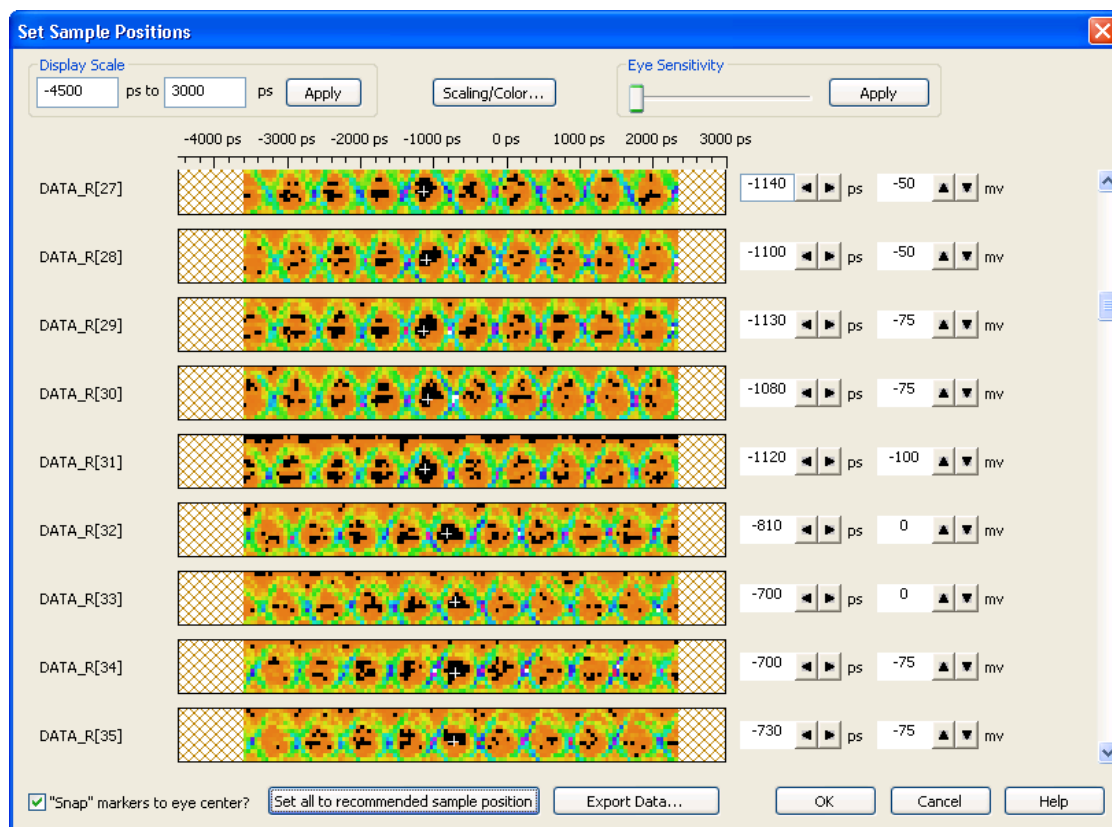 Set Sample Positions
Display Scale
Eye Sensitivity
-4500 ps to 3000 ps Apply Scaling/Color... Apply
-4000 ps -3000 ps -2000 ps -1000 ps 0 ps 1000 ps 2000 ps 3000 ps
DATA_R[27] -1140 ps -50 mv
DATA_R[28] -1100 ps -50 mv
DATA_R[29] -1130 ps -75 mv
DATA_R[30] -1080 ps -75 mv
DATA_R[31] -1120 ps -100 mv
DATA_R[32] -810 ps 0 mv
DATA_R[33] -700 ps 0 mv
DATA_R[34] -700 ps -75 mv
DATA_R[35] -730 ps -75 mv
"Snap" markers to eye center? Set all to recommended sample position Export Data... OK Cancel Help